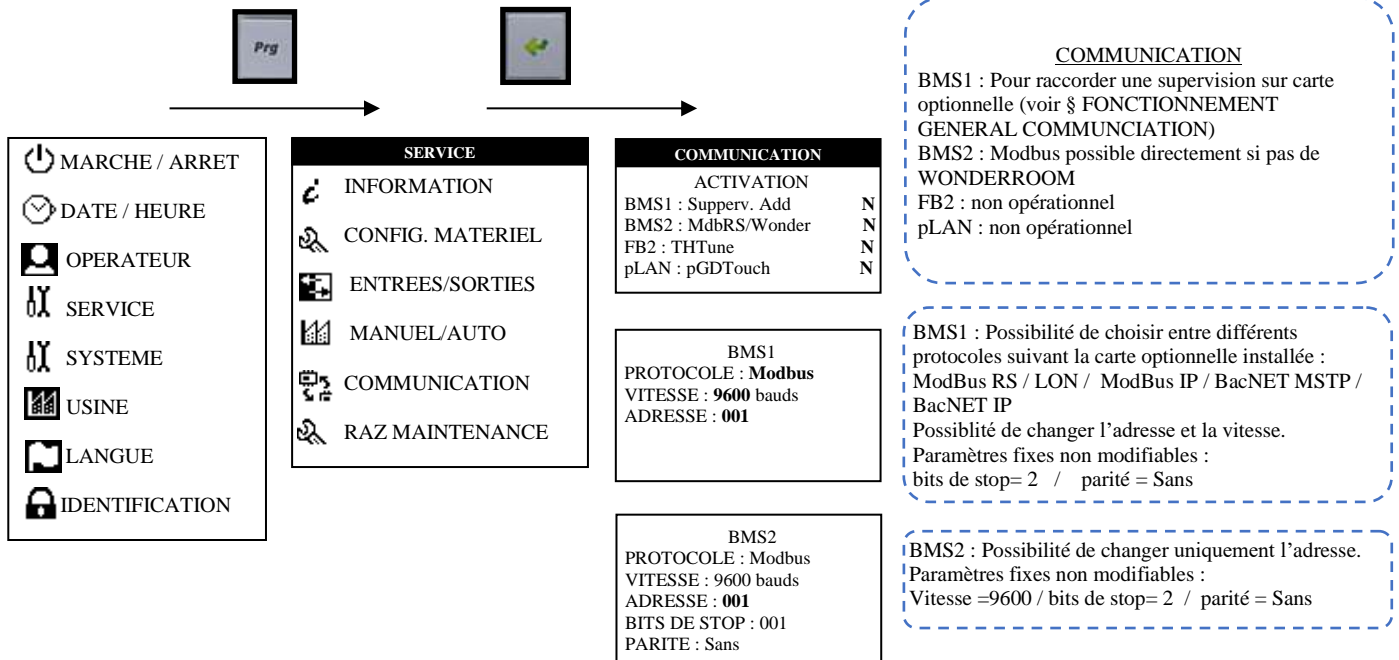 Prg
MARCHE / ARRET
DATE / HEURE
OPERATEUR
SERVICE
SYSTEME
USINE
LANGUE
IDENTIFICATION
SERVICE
INFORMATION
CONFIG. MATERIEL
ENTREES/SORTIES
MANUEL/AUTO
COMMUNICATION
RAZ MAINTENANCE
COMMUNICATION
ACTIVATION
BMS1 : Supperv. Add N
BMS2 : MdbRS/Wonder N
FB2 : THTune N
pLAN : pGDTouch N
BMS1
PROTOCOLE : Modbus
VITESSE : 9600 bauds
ADRESSE : 001
BMS2
PROTOCOLE : Modbus
VITESSE : 9600 bauds
ADRESSE : 001
BITS DE STOP : 001
PARITE : Sans
COMMUNICATION
BMS1 : Pour raccorder une supervision sur carte
optionnelle (voir § FONCTIONNEMENT
GENERAL COMMUNCIATION)
BMS2 : Modbus possible directement si pas de
WONDERROOM
FB2 : non opérationnel
pLAN : non opérationnel
BMS1 : Possibilité de choisir entre différents
protocoles suivant la carte optionnelle installée :
ModBus RS / LON / ModBus IP / BacNET MSTP /
BacNET IP
Possiblité de changer l’adresse et la vitesse.
Paramètres fixes non modifiables :
bits de stop= 2 / parité = Sans
BMS2 : Possibilité de changer uniquement l’adresse.
Paramètres fixes non modifiables :
Vitesse =9600 / bits de stop= 2 / parité = Sans